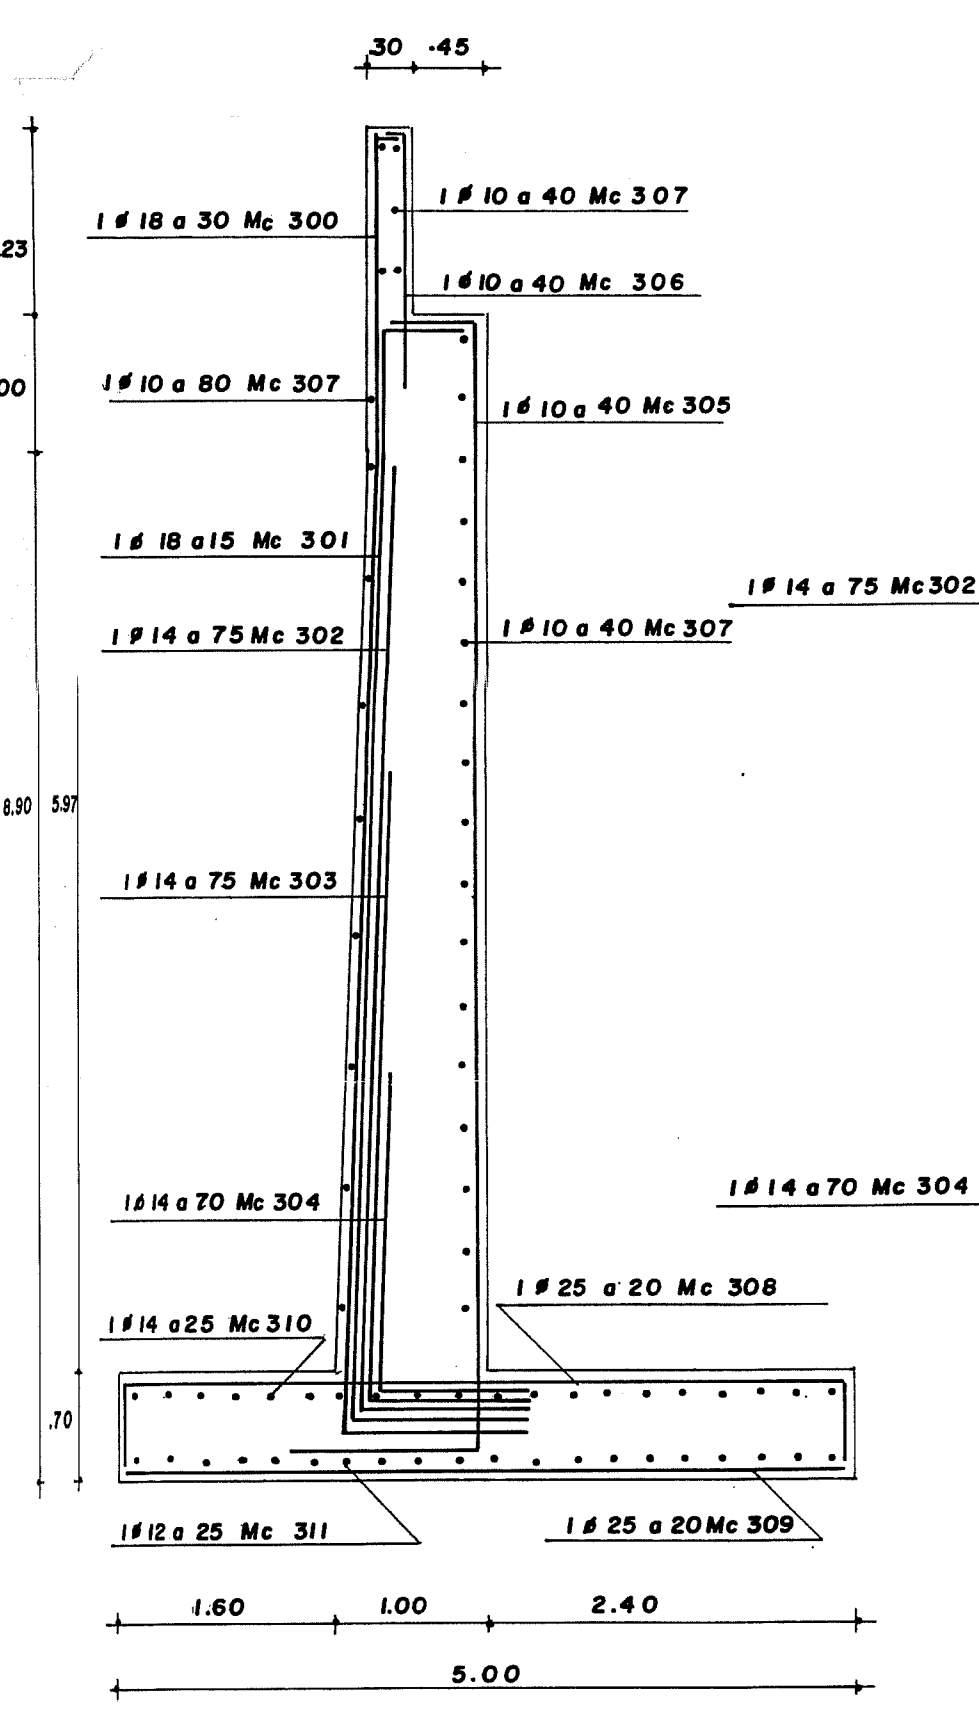 .30 .45
1 ø 10 a 40 Mc 307
1 ø 18 a 30 Mc 300
.23
1 ø 10 a 40 Mc 306
1 ø 10 a 80 Mc 307
00
1 ø 10 a 40 Mc 305
1 ø 18 a 15 Mc 301
1 ø 14 a 75 Mc 302
1 ø 14 a 75 Mc 302
1 ø 10 a 40 Mc 307
8.90 5.97
1 ø 14 a 75 Mc 303
1 ø 14 a 70 Mc 304
1 ø 14 a 70 Mc 304
1 ø 25 a 20 Mc 308
1 ø 14 a 25 Mc 310
.70
1 ø 12 a 25 Mc 311
1 ø 25 a 20 Mc 309
1.60 1.00 2.40
5.00